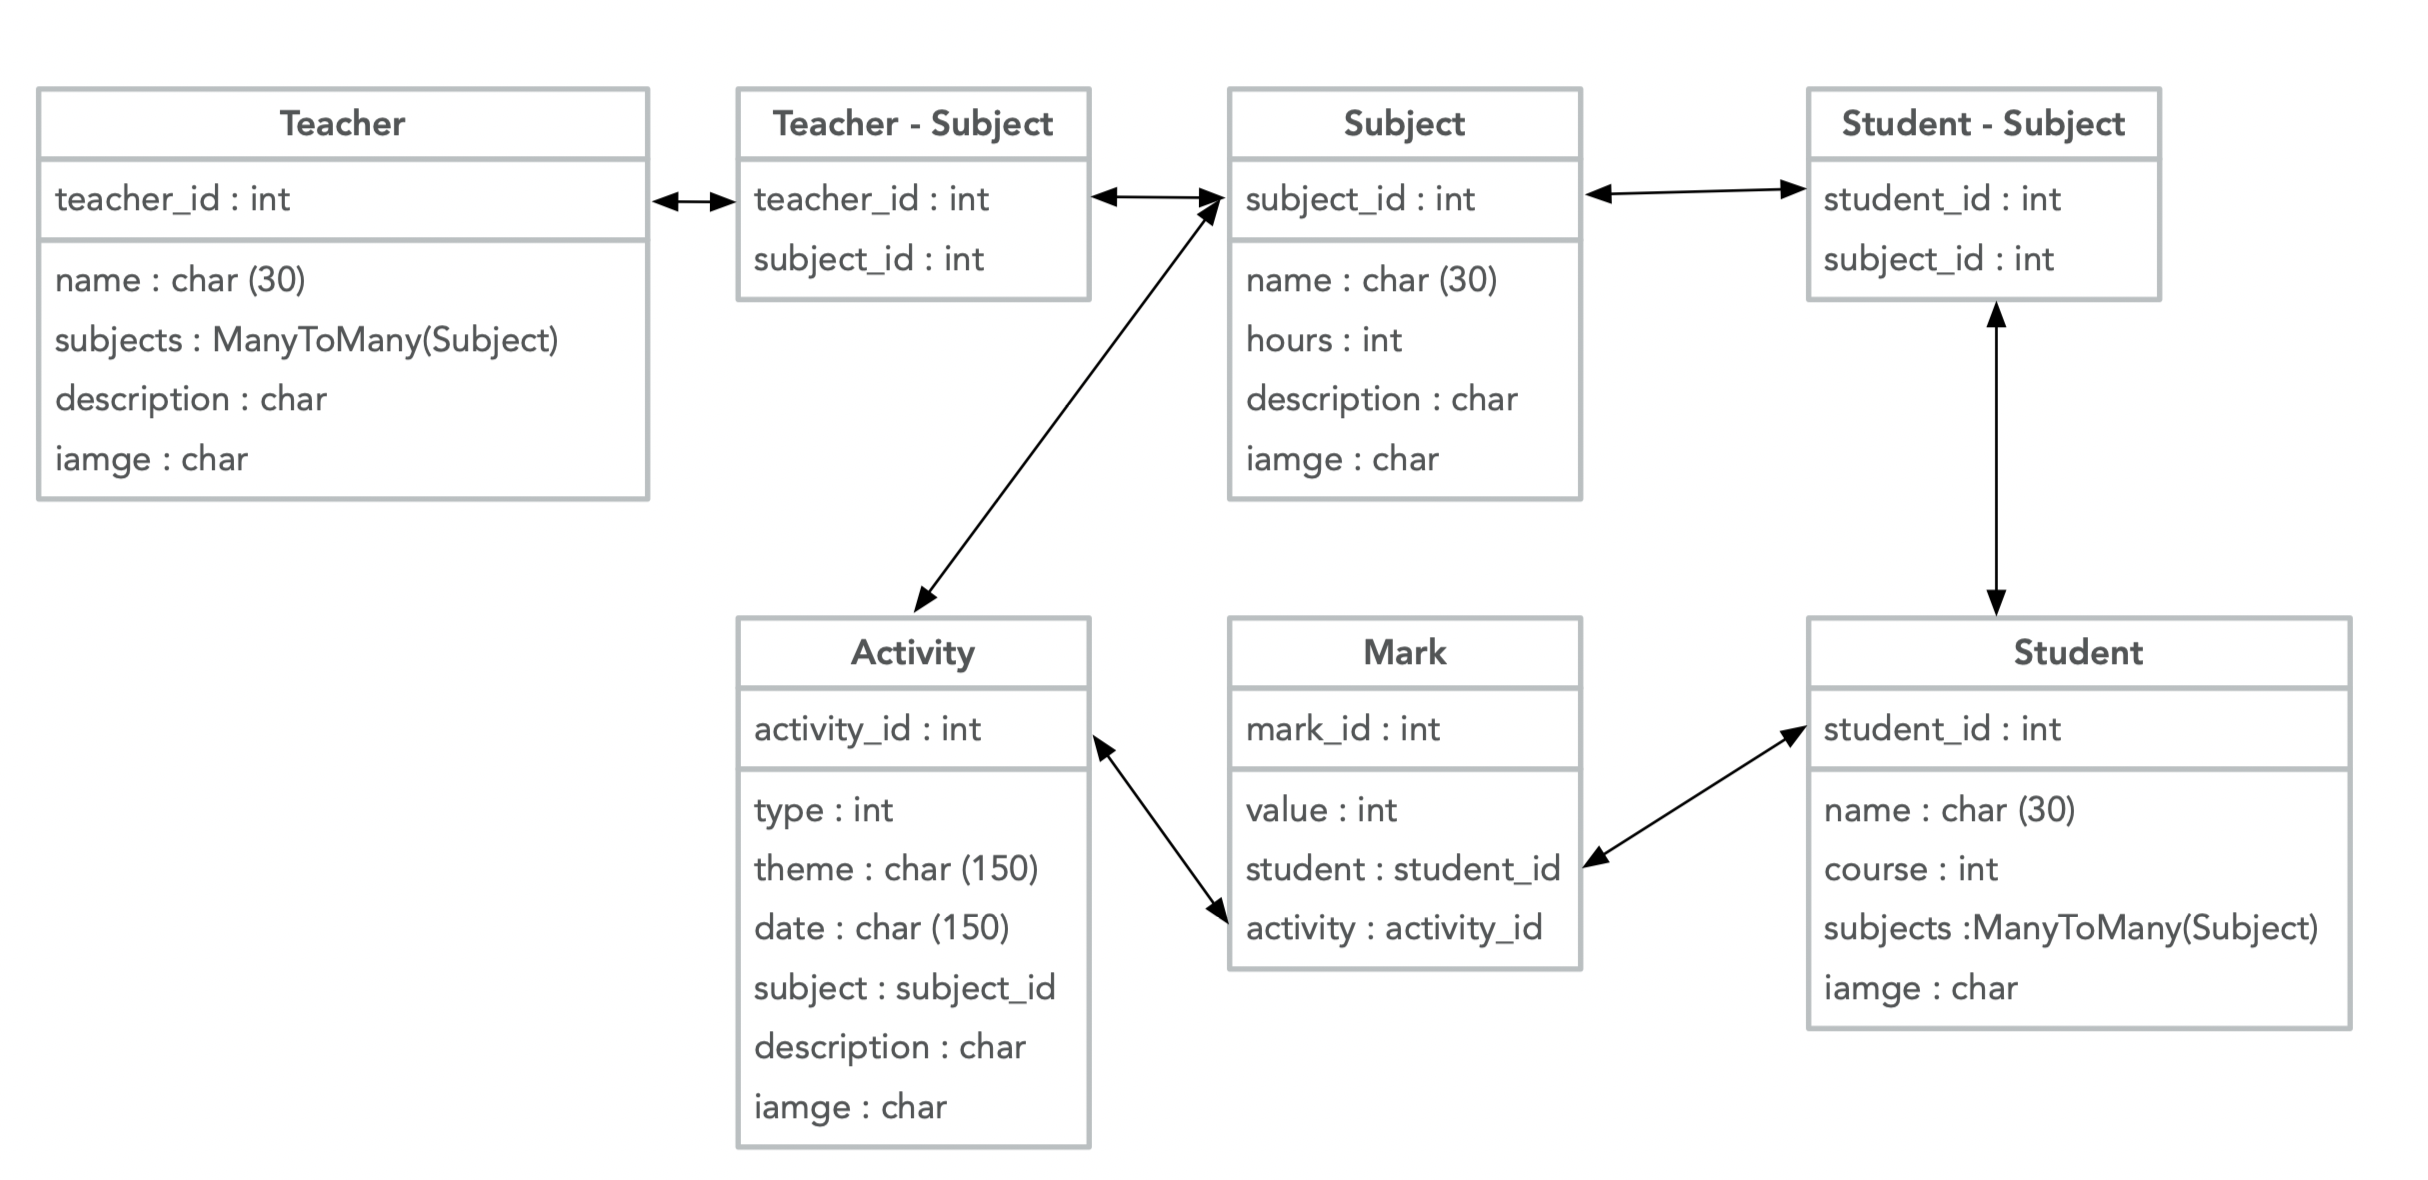 Teacher
teacher_id : int
name : char (30)
subjects : ManyToMany(Subject)
description : char
iamge : char
Teacher - Subject
teacher_id : int
subject_id : int
Subject
subject_id : int
name : char (30)
hours : int
description : char
iamge : char
Student - Subject
student_id : int
subject_id : int
Activity
activity_id : int
type : int
theme : char (150)
date : char (150)
subject : subject_id
description : char
iamge : char
Mark
mark_id : int
value : int
student : student_id
activity : activity_id
Student
student_id : int
name : char (30)
course : int
subjects :ManyToMany(Subject)
iamge : char